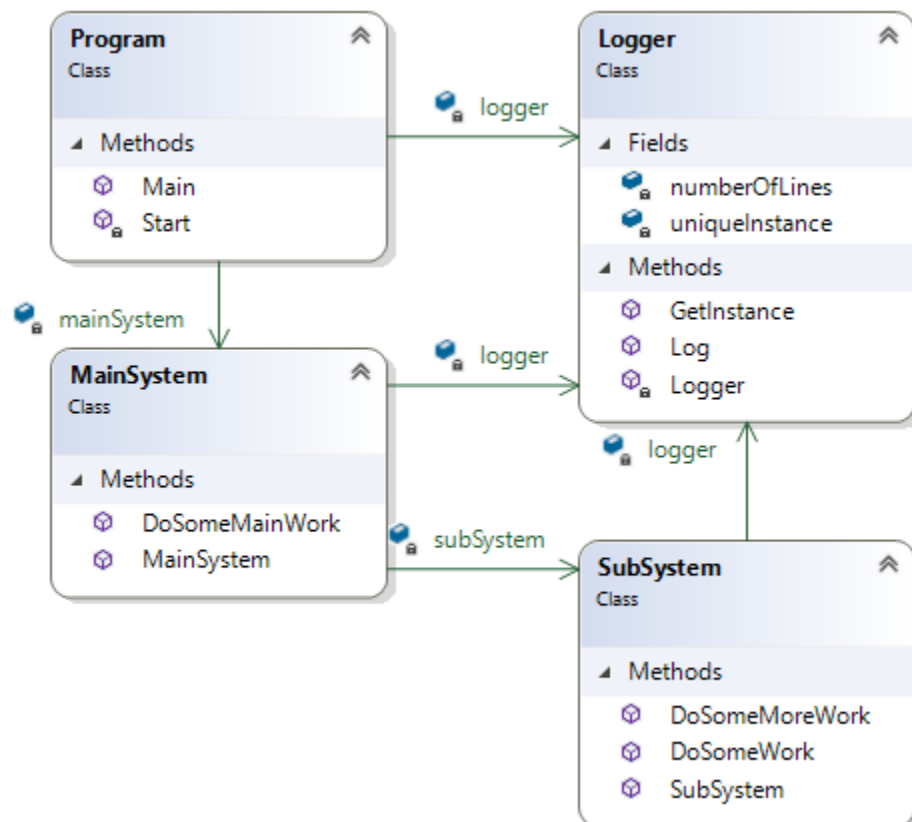 Program
Class
Methods
Main
Start
logger
Logger
Class
Fields
numberOfLines
uniqueInstance
Methods
GetInstance
Log
Logger
mainSystem
MainSystem
Class
Methods
DoSomeMainWork
MainSystem
logger
subSystem
logger
SubSystem
Class
Methods
DoSomeMoreWork
DoSomeWork
SubSystem